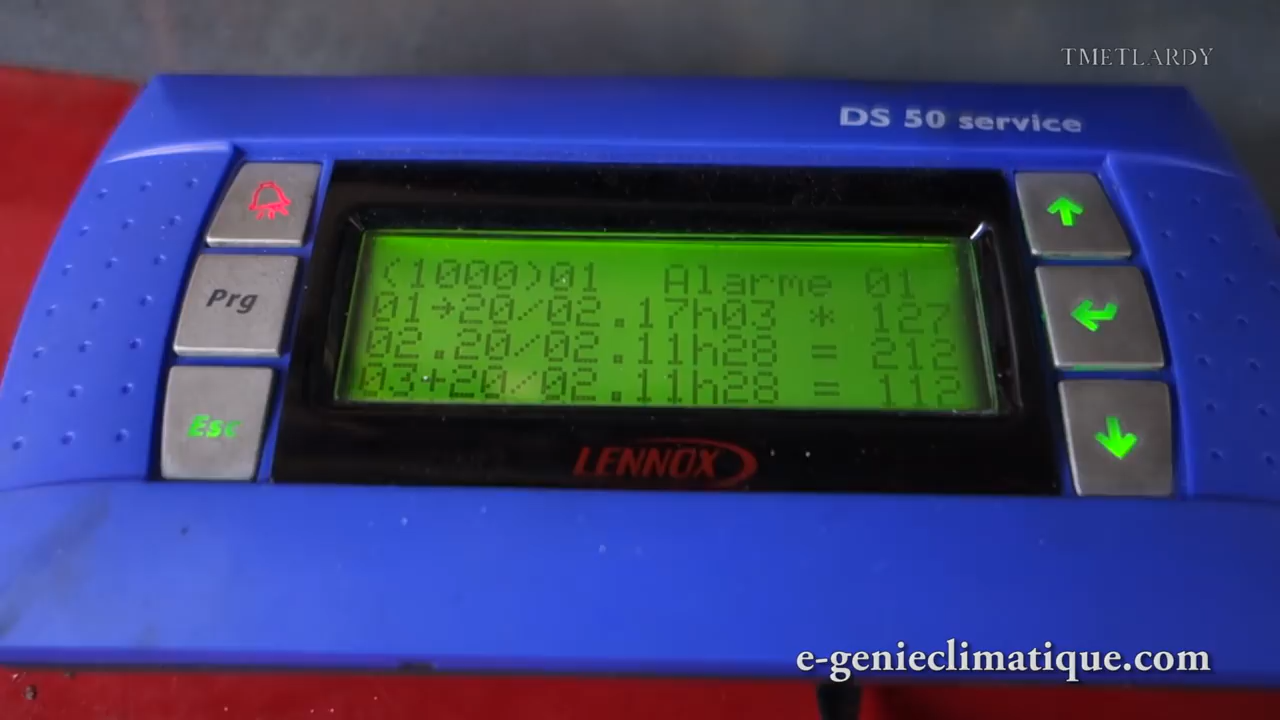 TMETLARDY
DS 50 service
(1000)01 Alarme 01
01→20/02.17h03 * 127
Prg
02.20/02.11h28 = 212
03+20/02.11h28 = 112
Esc
LENNOX
e-genieclimatique.com